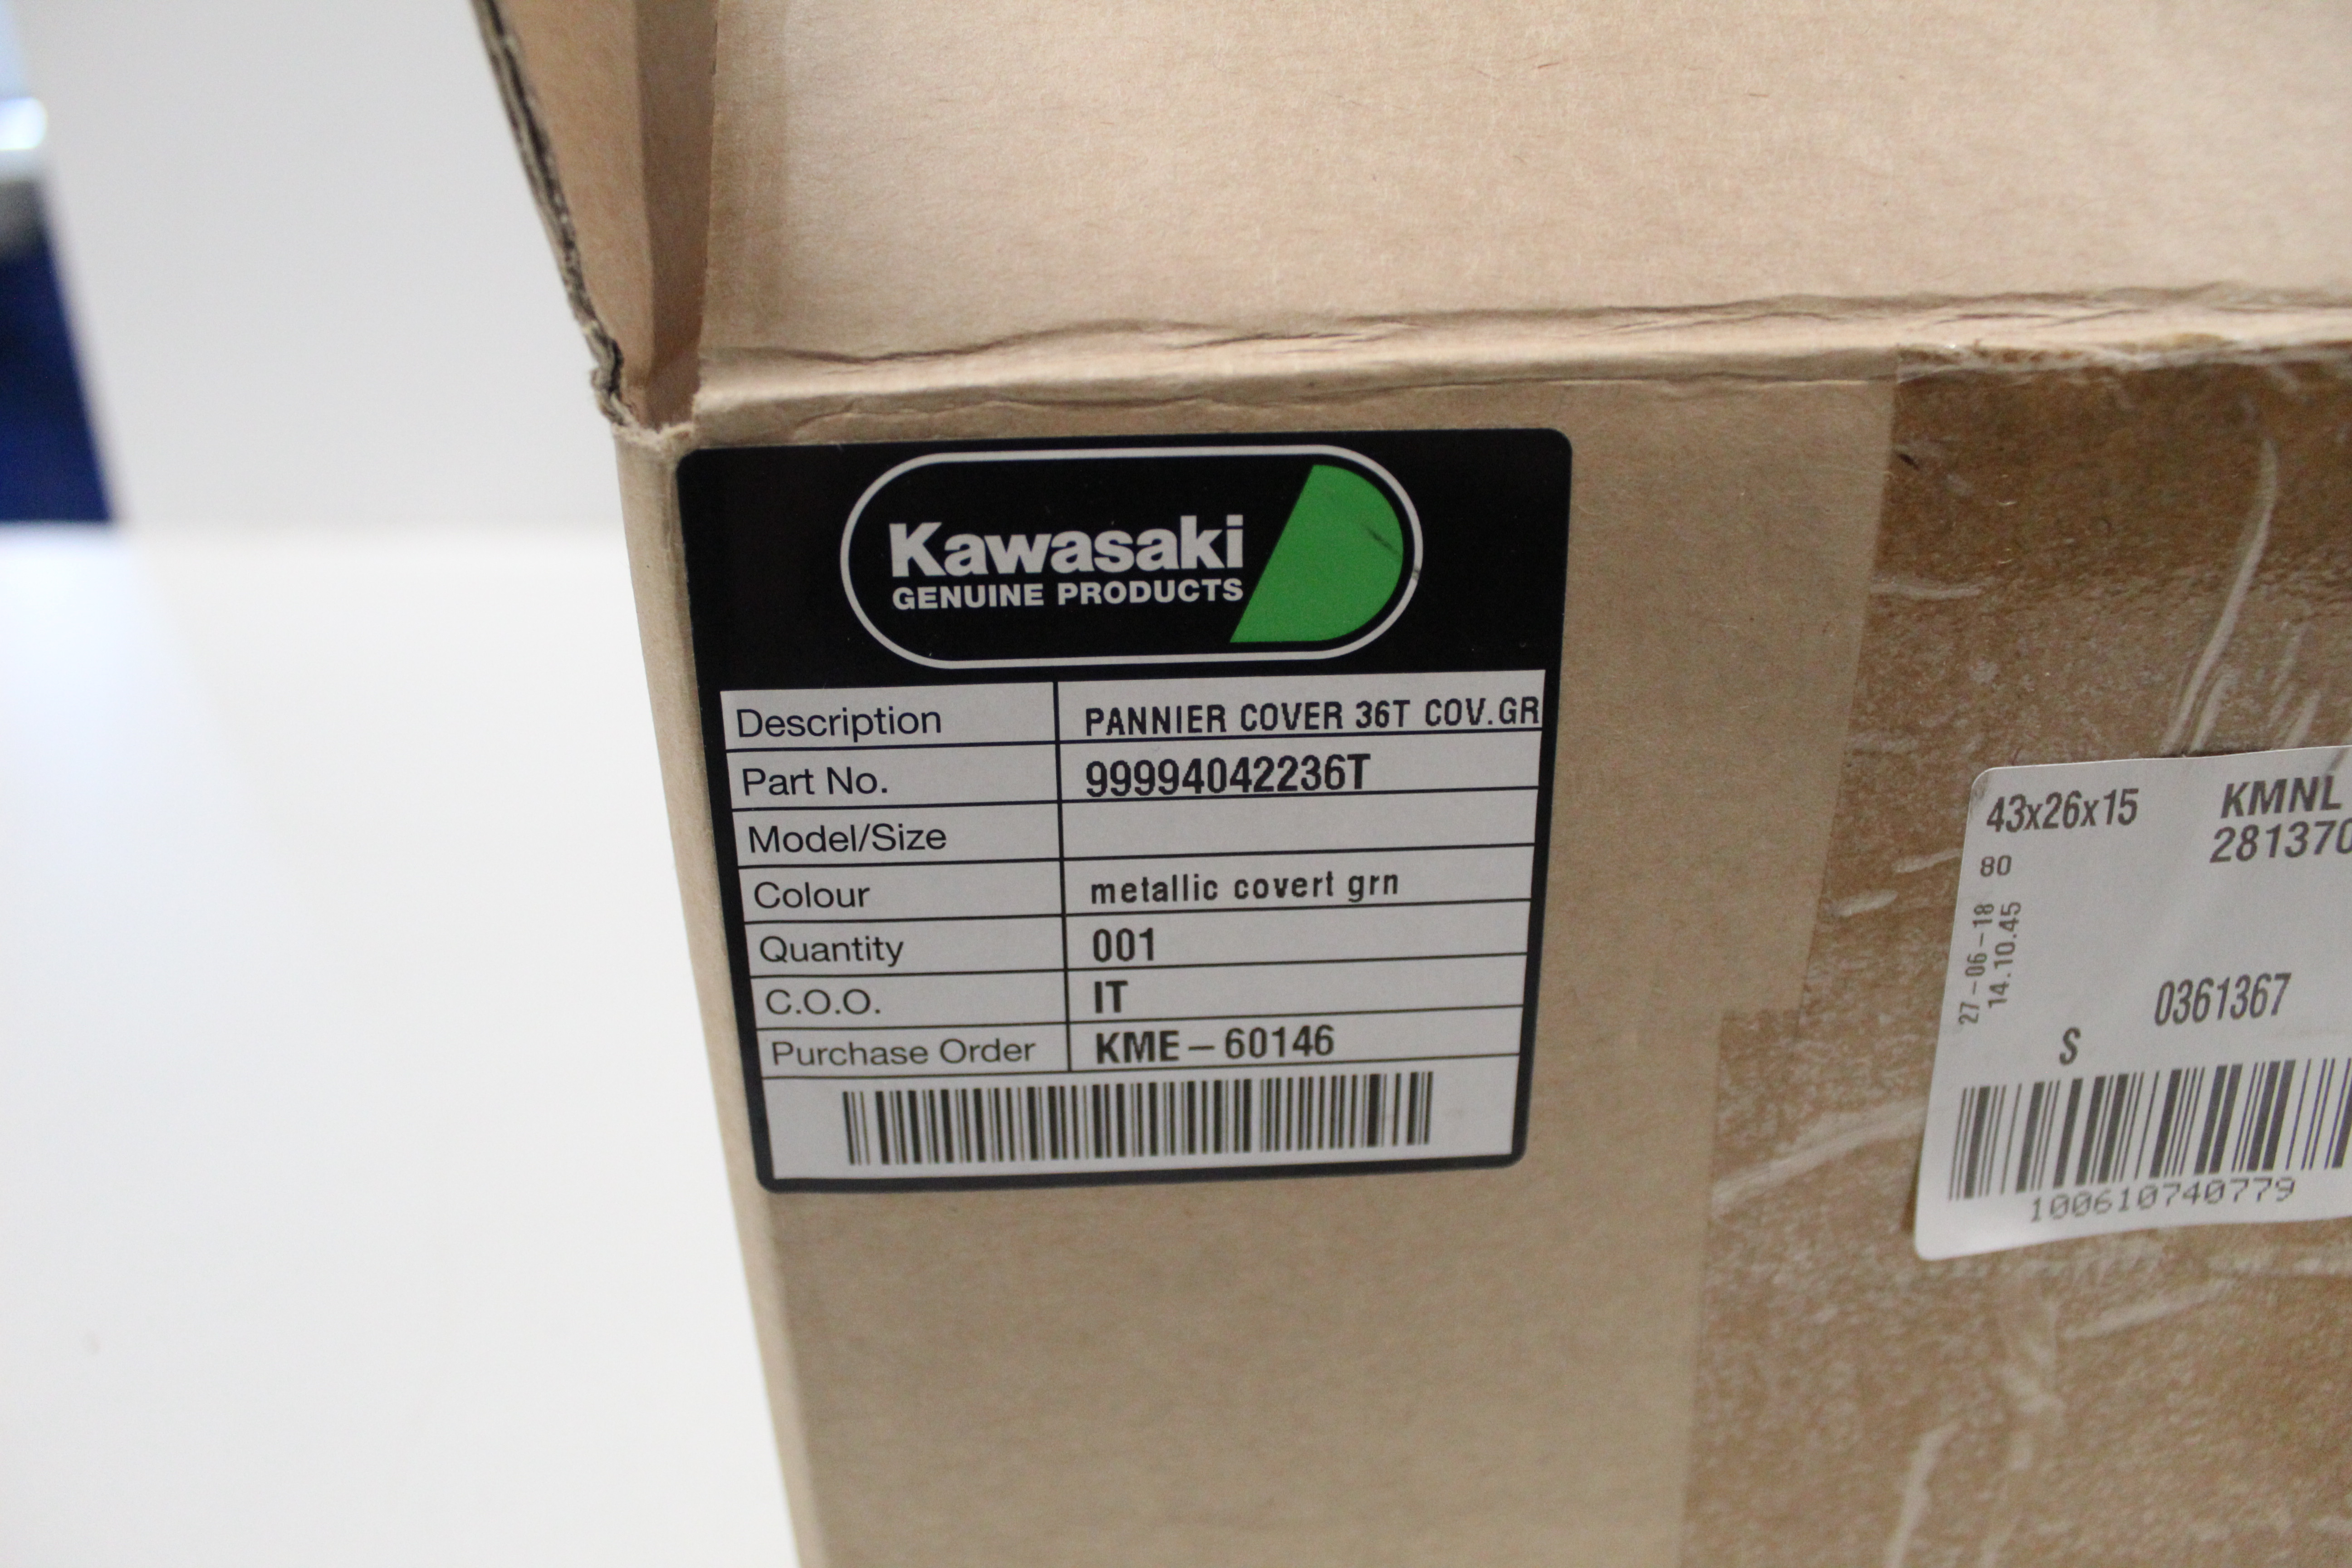 Kawasaki
GENUINE PRODUCTS
Description PANNIER COVER 36T COV.GR
Part No. 99994042236T
Model/Size
Colour metallic covert grn
Quantity 001
C.O.O. IT
Purchase Order KME-60146
43x26x15 KMNL
80 281370
27-06-18
14.10.45
0361367
S
100610740779